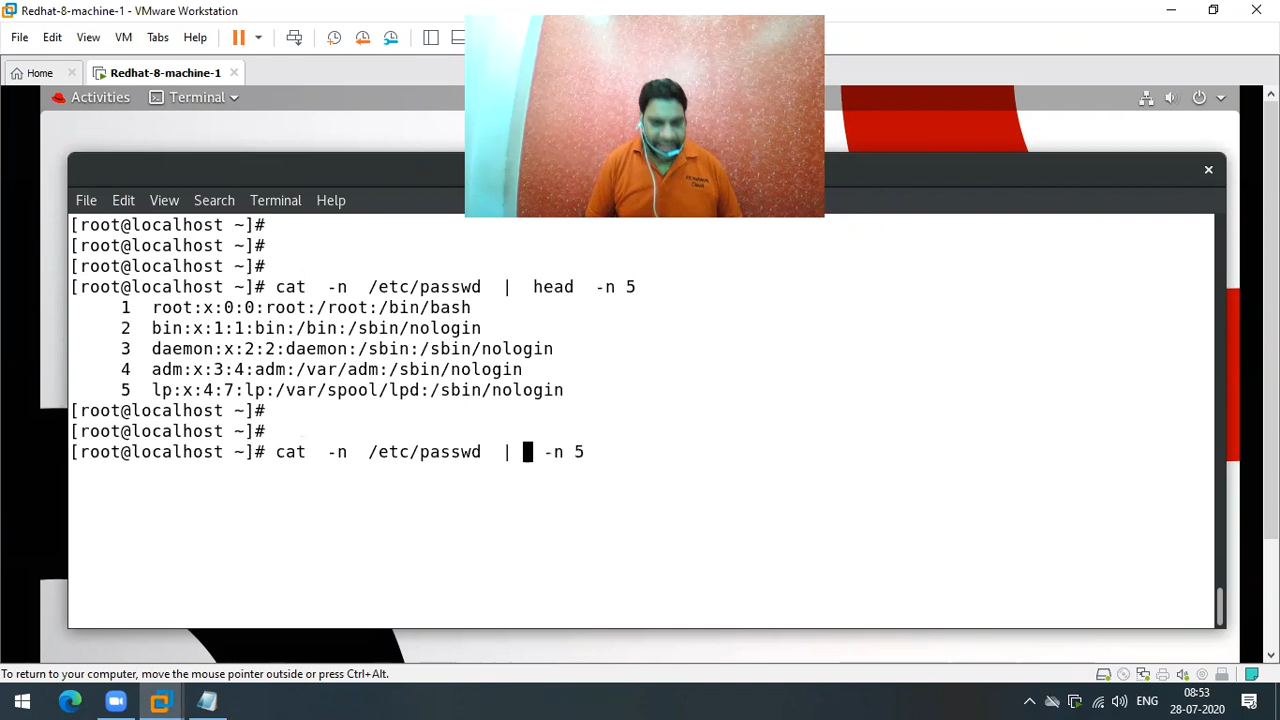 Redhat-8-machine-1 - VMware Workstation
File Edit View VM Tabs Help
Home Redhat-8-machine-1
Activities Terminal
File Edit View Search Terminal Help
[root@localhost ~]#
[root@localhost ~]#
[root@localhost ~]#
[root@localhost ~]# cat -n /etc/passwd | head -n 5
1 root:x:0:0:root:/root:/bin/bash
2 bin:x:1:1:bin:/bin:/sbin/nologin
3 daemon:x:2:2:daemon:/sbin:/sbin/nologin
4 adm:x:3:4:adm:/var/adm:/sbin/nologin
5 lp:x:4:7:lp:/var/spool/lpd:/sbin/nologin
[root@localhost ~]#
[root@localhost ~]#
[root@localhost ~]# cat -n /etc/passwd | -n 5
To return to your computer, move the mouse pointer outside or press Ctrl+Alt.
ENG
08:53
28-07-2020